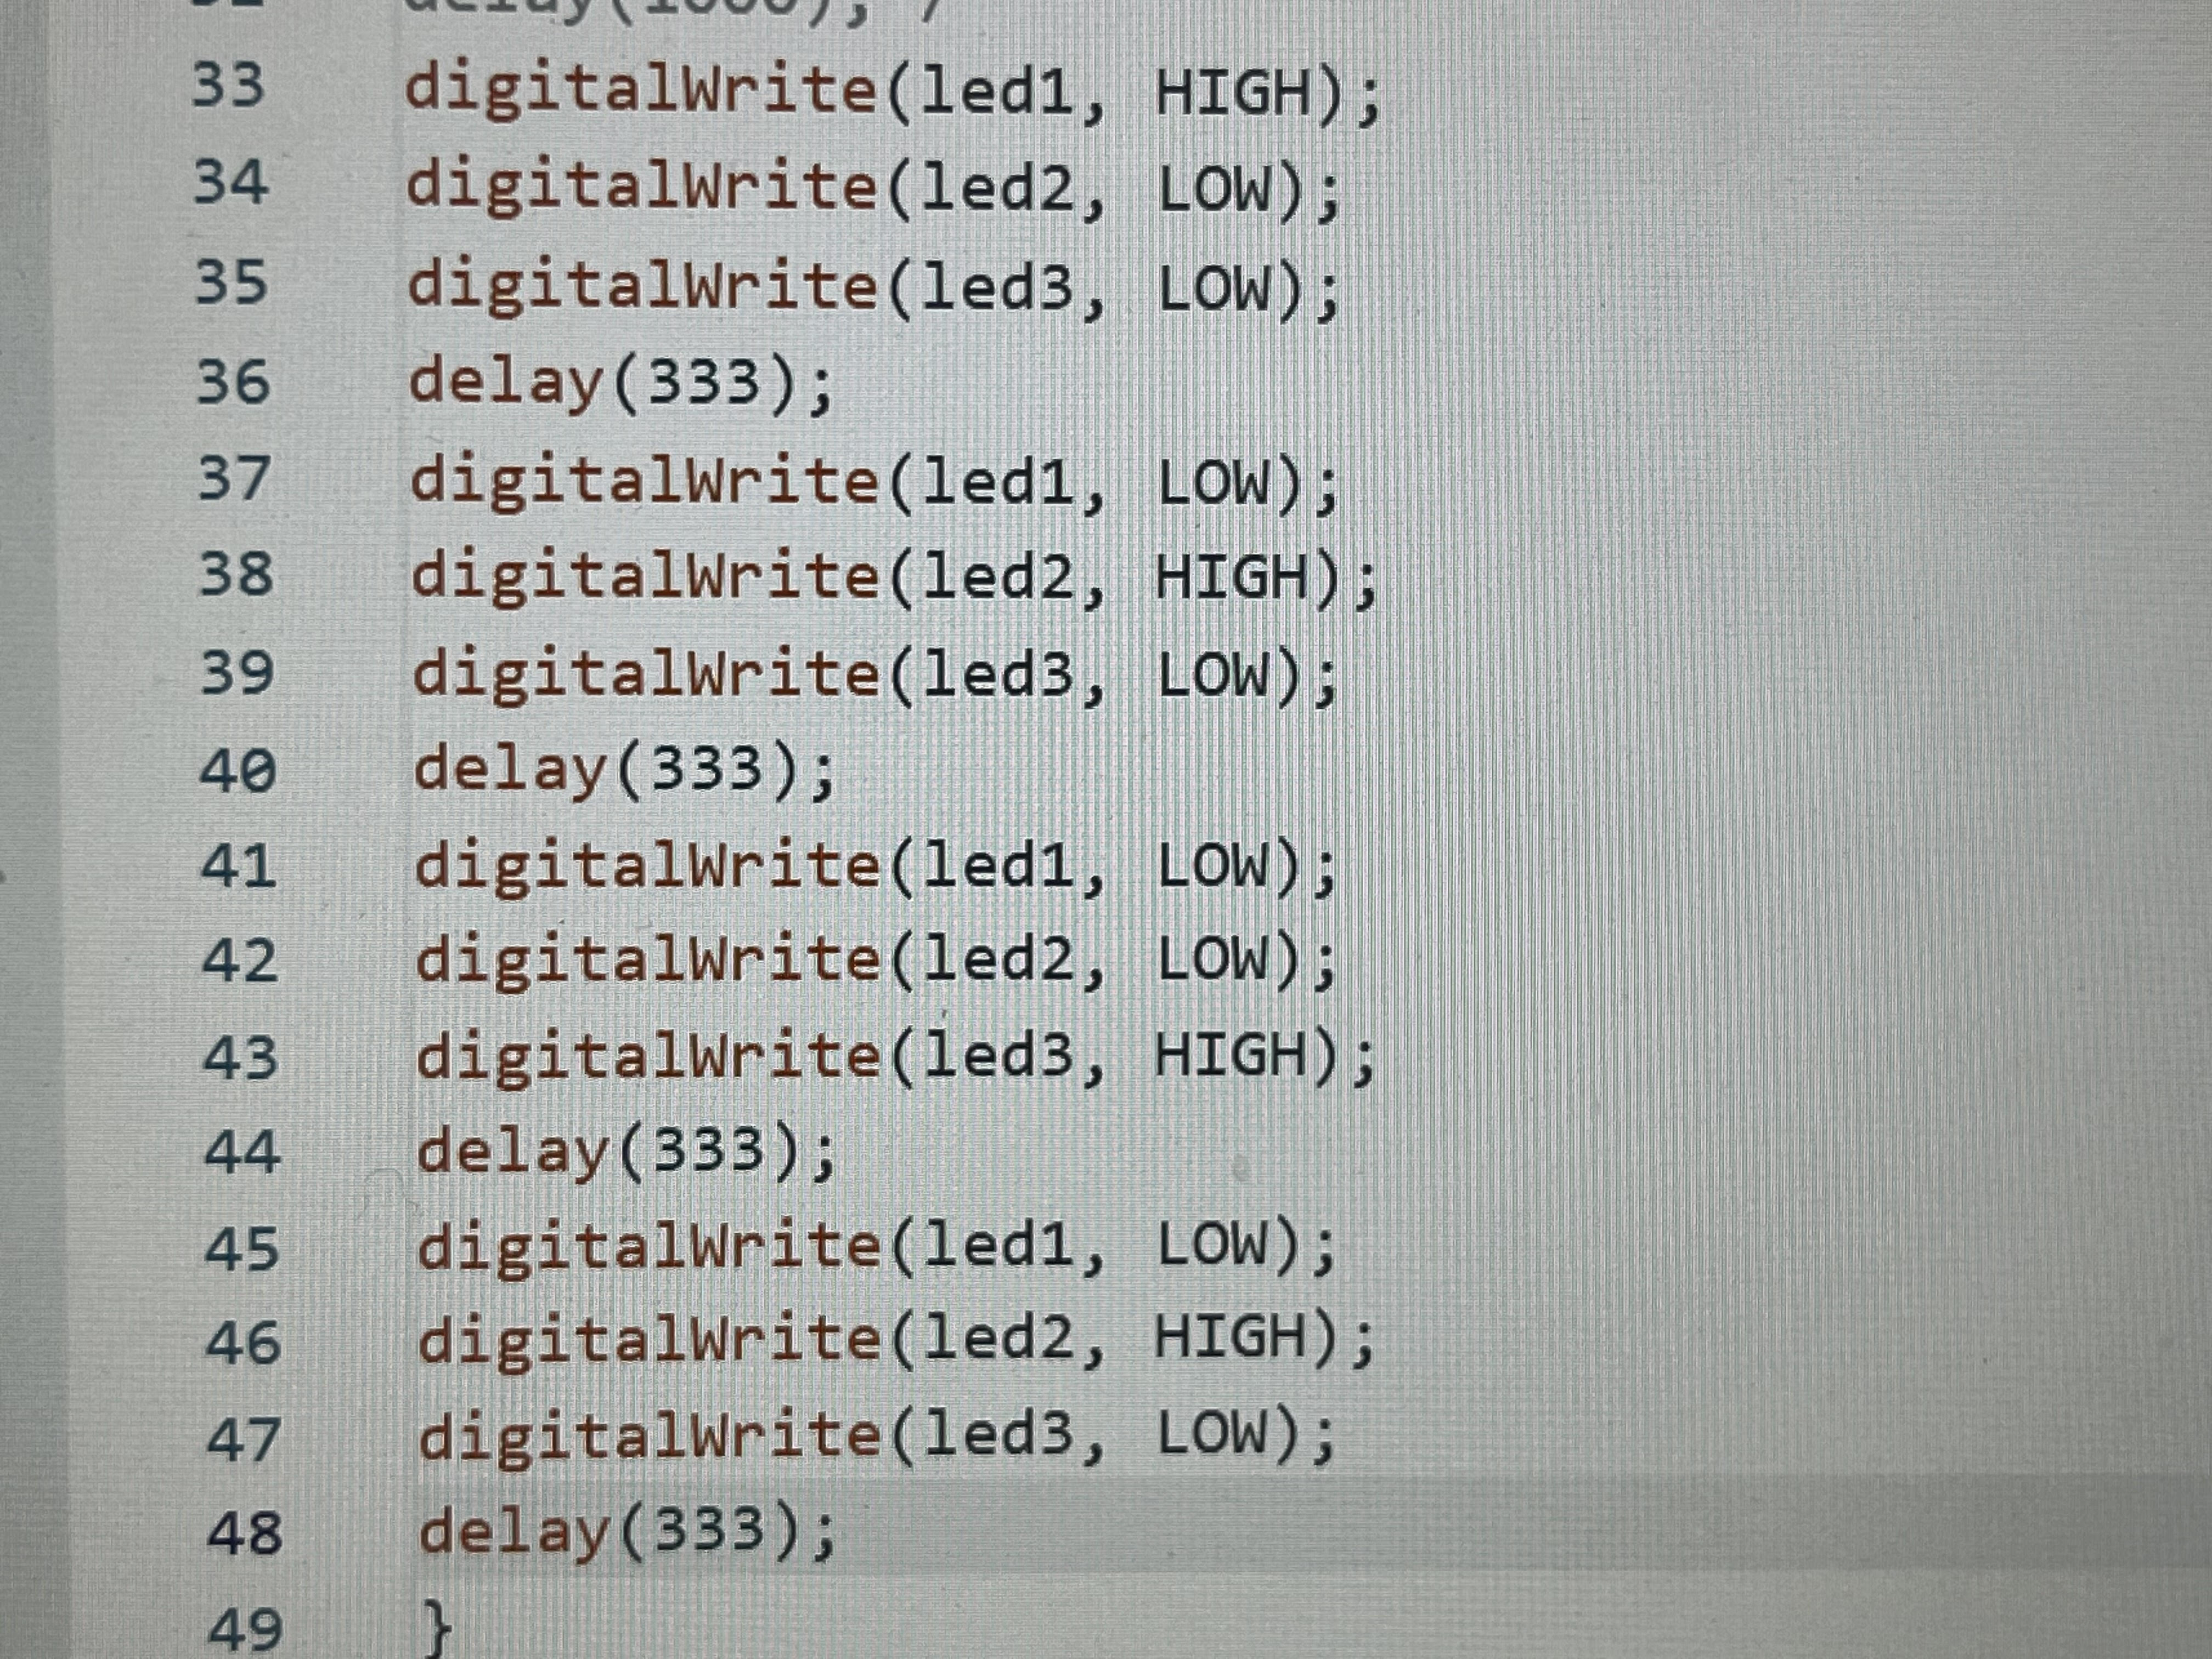 33 digitalWrite(led1, HIGH);
34 digitalWrite(led2, LOW);
35 digitalWrite(led3, LOW);
36 delay(333);
37 digitalWrite(led1, LOW);
38 digitalWrite(led2, HIGH);
39 digitalWrite(led3, LOW);
40 delay(333);
41 digitalWrite(led1, LOW);
42 digitalWrite(led2, LOW);
43 digitalWrite(led3, HIGH);
44 delay(333);
45 digitalWrite(led1, LOW);
46 digitalWrite(led2, HIGH);
47 digitalWrite(led3, LOW);
48 delay(333);
49 }